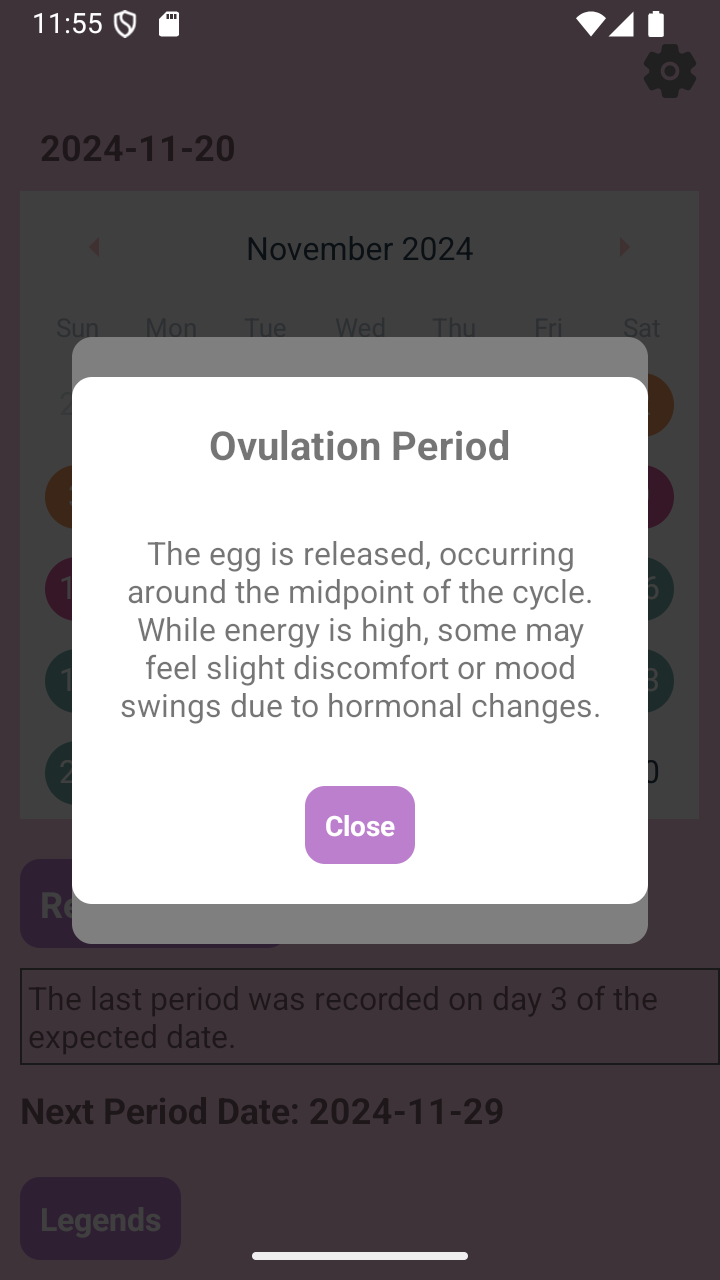 11:55
2024-11-20
November 2024
Sun Mon Tue Wed Thu Fri Sat
Ovulation Period
The egg is released, occurring
around the midpoint of the cycle.
While energy is high, some may
feel slight discomfort or mood
swings due to hormonal changes.
Close
The last period was recorded on day 3 of the
expected date.
Next Period Date: 2024-11-29
Legends